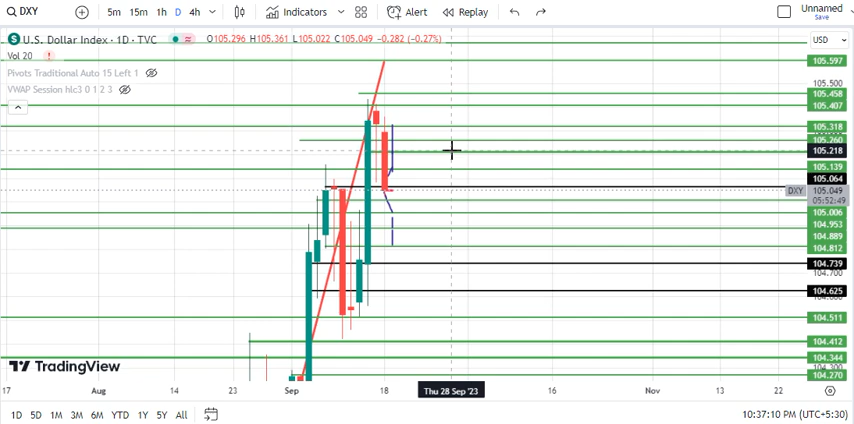 DXY 5m 15m 1h D 4h Indicators Alert Replay Unnamed
Save
U.S. Dollar Index · 1D · TVC O105.296 H105.361 L105.022 C105.049 −0.282 (−0.27%) USD
Vol 20
Pivots Traditional Auto 15 Left 1
VWAP Session hlc3 0 1 2 3
105.597
105.500
105.458
105.407
105.318
105.260
105.218
105.139
105.064
DXY 105.049
05:52:49
105.006
104.953
104.889
104.812
104.739
104.700
104.625
104.511
104.412
104.344
104.300
104.270
TradingView
17 Aug 14 23 Sep 18 Thu 28 Sep '23 16 Nov 13 22
1D 5D 1M 3M 6M YTD 1Y 5Y All 10:37:10 PM (UTC+5:30)